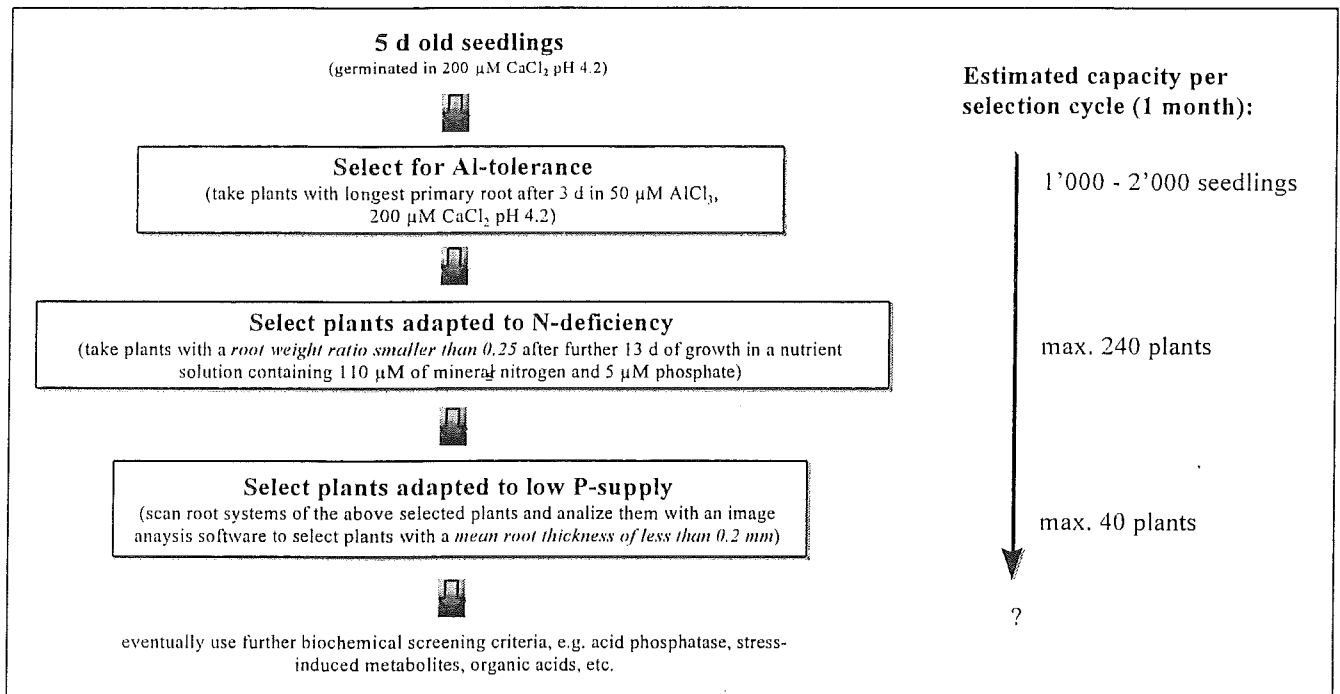 5 d old seedlings
(germinated in 200 µM CaCl₂ pH 4.2)
Estimated capacity per
selection cycle (1 month):
Select for Al-tolerance
(take plants with longest primary root after 3 d in 50 µM AlCl₃,
200 µM CaCl₂ pH 4.2)
1'000 - 2'000 seedlings
Select plants adapted to N-deficiency
(take plants with a root weight ratio smaller than 0.25 after further 13 d of growth in a nutrient
solution containing 110 µM of mineral nitrogen and 5 µM phosphate)
max. 240 plants
Select plants adapted to low P-supply
(scan root systems of the above selected plants and analize them with an image
anaysis software to select plants with a mean root thickness of less than 0.2 mm)
max. 40 plants
?
eventually use further biochemical screening criteria, e.g. acid phosphatase, stress-
induced metabolites, organic acids, etc.